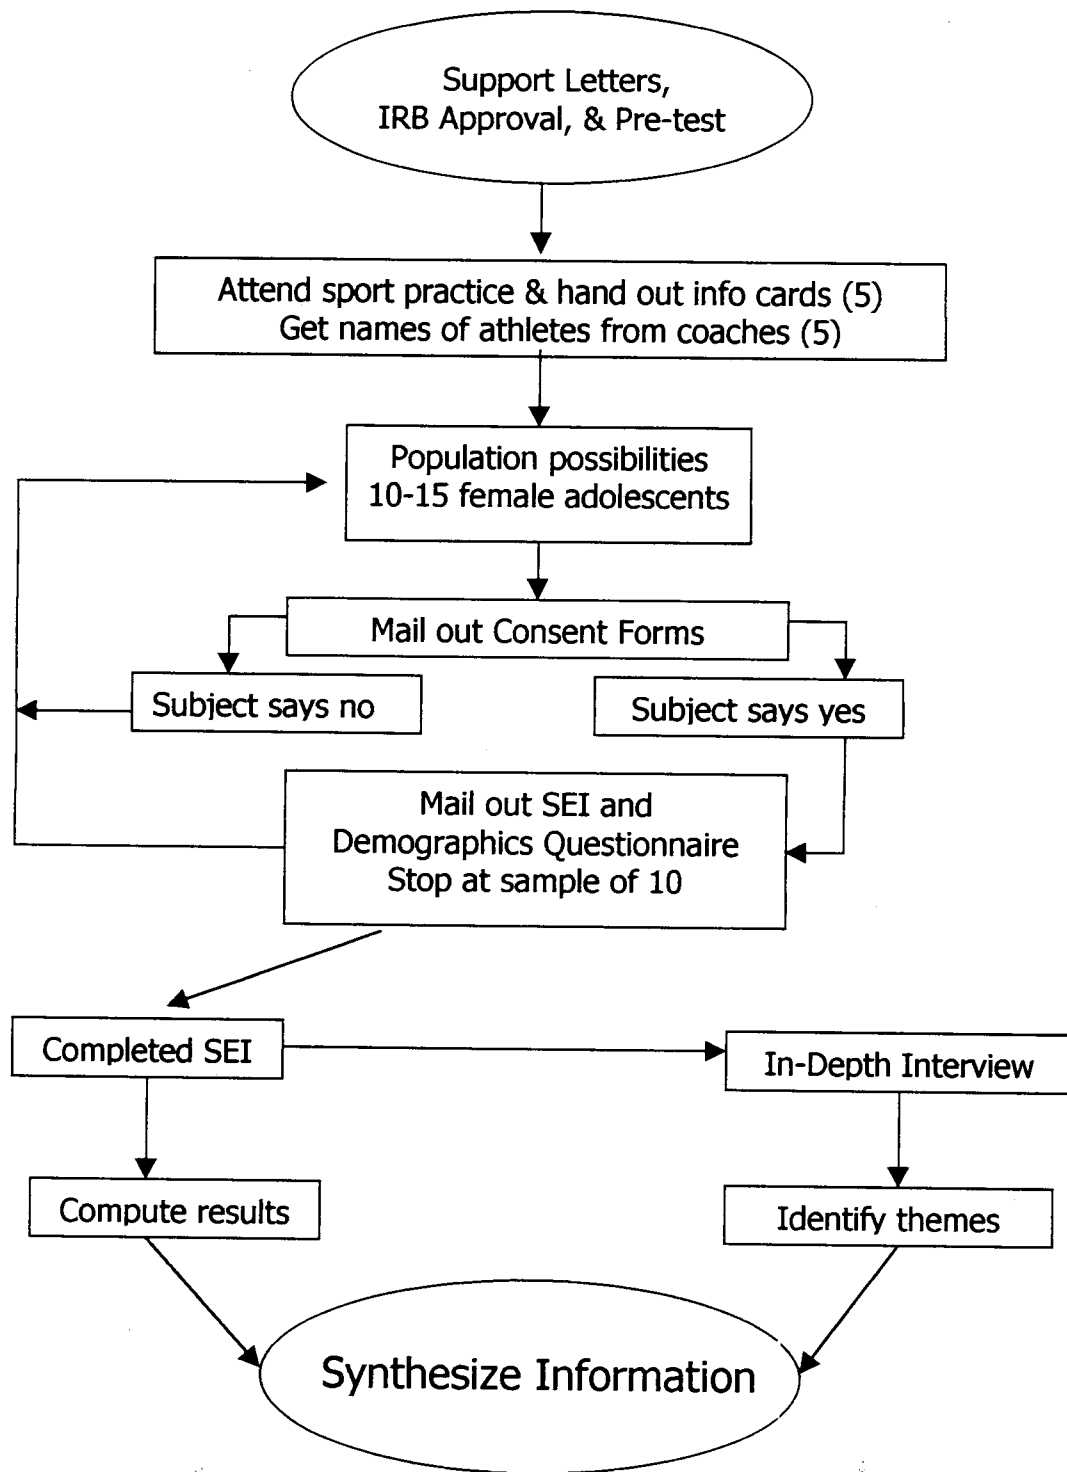 Support Letters,
IRB Approval, & Pre-test
Attend sport practice & hand out info cards (5)
Get names of athletes from coaches (5)
Population possibilities
10-15 female adolescents
Mail out Consent Forms
Subject says no
Subject says yes
Mail out SEI and
Demographics Questionnaire
Stop at sample of 10
Completed SEI
In-Depth Interview
Compute results
Identify themes
Synthesize Information